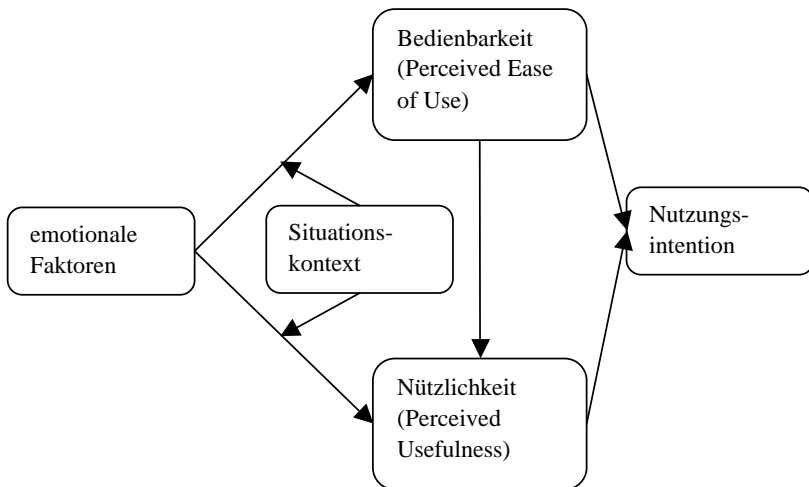 Bedienbarkeit
(Perceived Ease
of Use)
emotionale
Faktoren
Situations-
kontext
Nutzungs-
intention
Nützlichkeit
(Perceived
Usefulness)